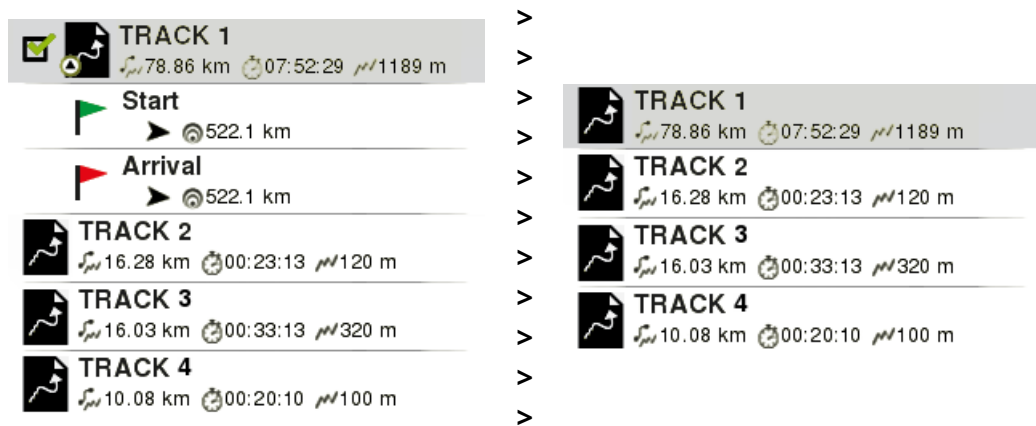 TRACK 1
78.86 km 07:52:29 1189 m
Start
522.1 km
Arrival
522.1 km
TRACK 2
16.28 km 00:23:13 120 m
TRACK 3
16.03 km 00:33:13 320 m
TRACK 4
10.08 km 00:20:10 100 m
>
>
>
>
>
>
>
>
>
>
>
TRACK 1
78.86 km 07:52:29 1189 m
TRACK 2
16.28 km 00:23:13 120 m
TRACK 3
16.03 km 00:33:13 320 m
TRACK 4
10.08 km 00:20:10 100 m